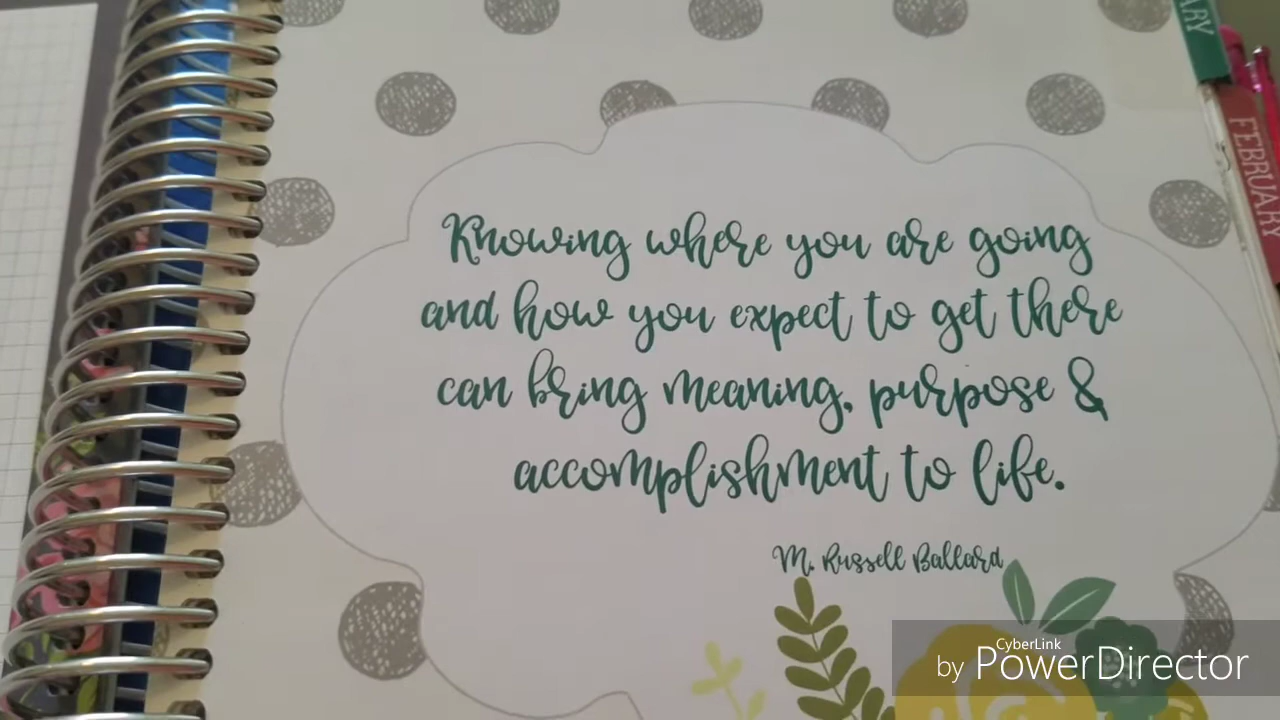 ARY
FEBRUARY
Knowing where you are going
and how you expect to get there
can bring meaning, purpose &
accomplishment to life.
M. Russell Ballard
CyberLink
by PowerDirector